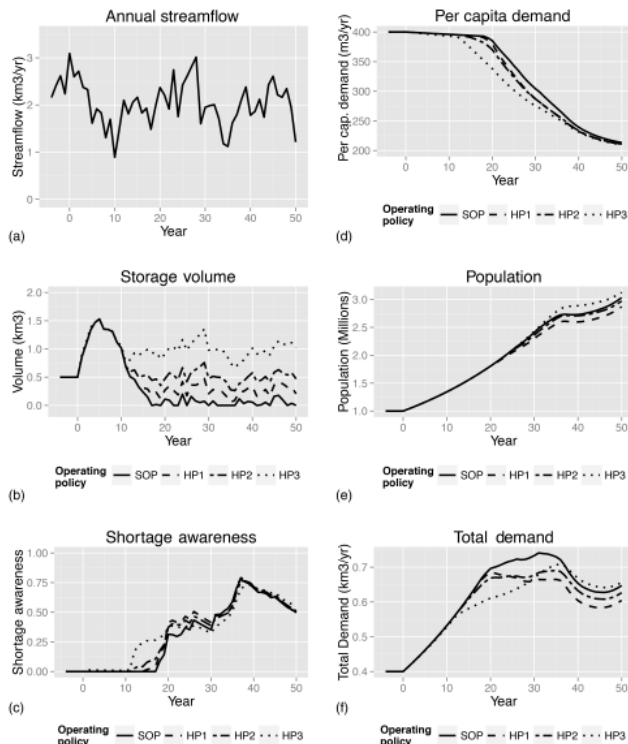 Annual streamflow
Streamflow (km3/yr)
3
2
1
0
0 10 20 30 40 50
Year
(a)
Per capita demand
Per cap. demand (m3/yr)
400
350
300
250
200
0 10 20 30 40 50
Year
Operating policy SOP HP1 HP2 HP3
(d)
Storage volume
Volume (km3)
2.0
1.5
1.0
0.5
0.0
0 10 20 30 40 50
Year
Operating policy SOP HP1 HP2 HP3
(b)
Population
Population (Millions)
3.0
2.5
2.0
1.5
1.0
0 10 20 30 40 50
Year
Operating policy SOP HP1 HP2 HP3
(e)
Shortage awareness
Shortage awareness
1.00
0.75
0.50
0.25
0.00
0 10 20 30 40 50
Year
Operating policy SOP HP1 HP2 HP3
(c)
Total demand
Total Demand (km3/yr)
0.7
0.6
0.5
0.4
0 10 20 30 40 50
Year
Operating policy SOP HP1 HP2 HP3
(f)